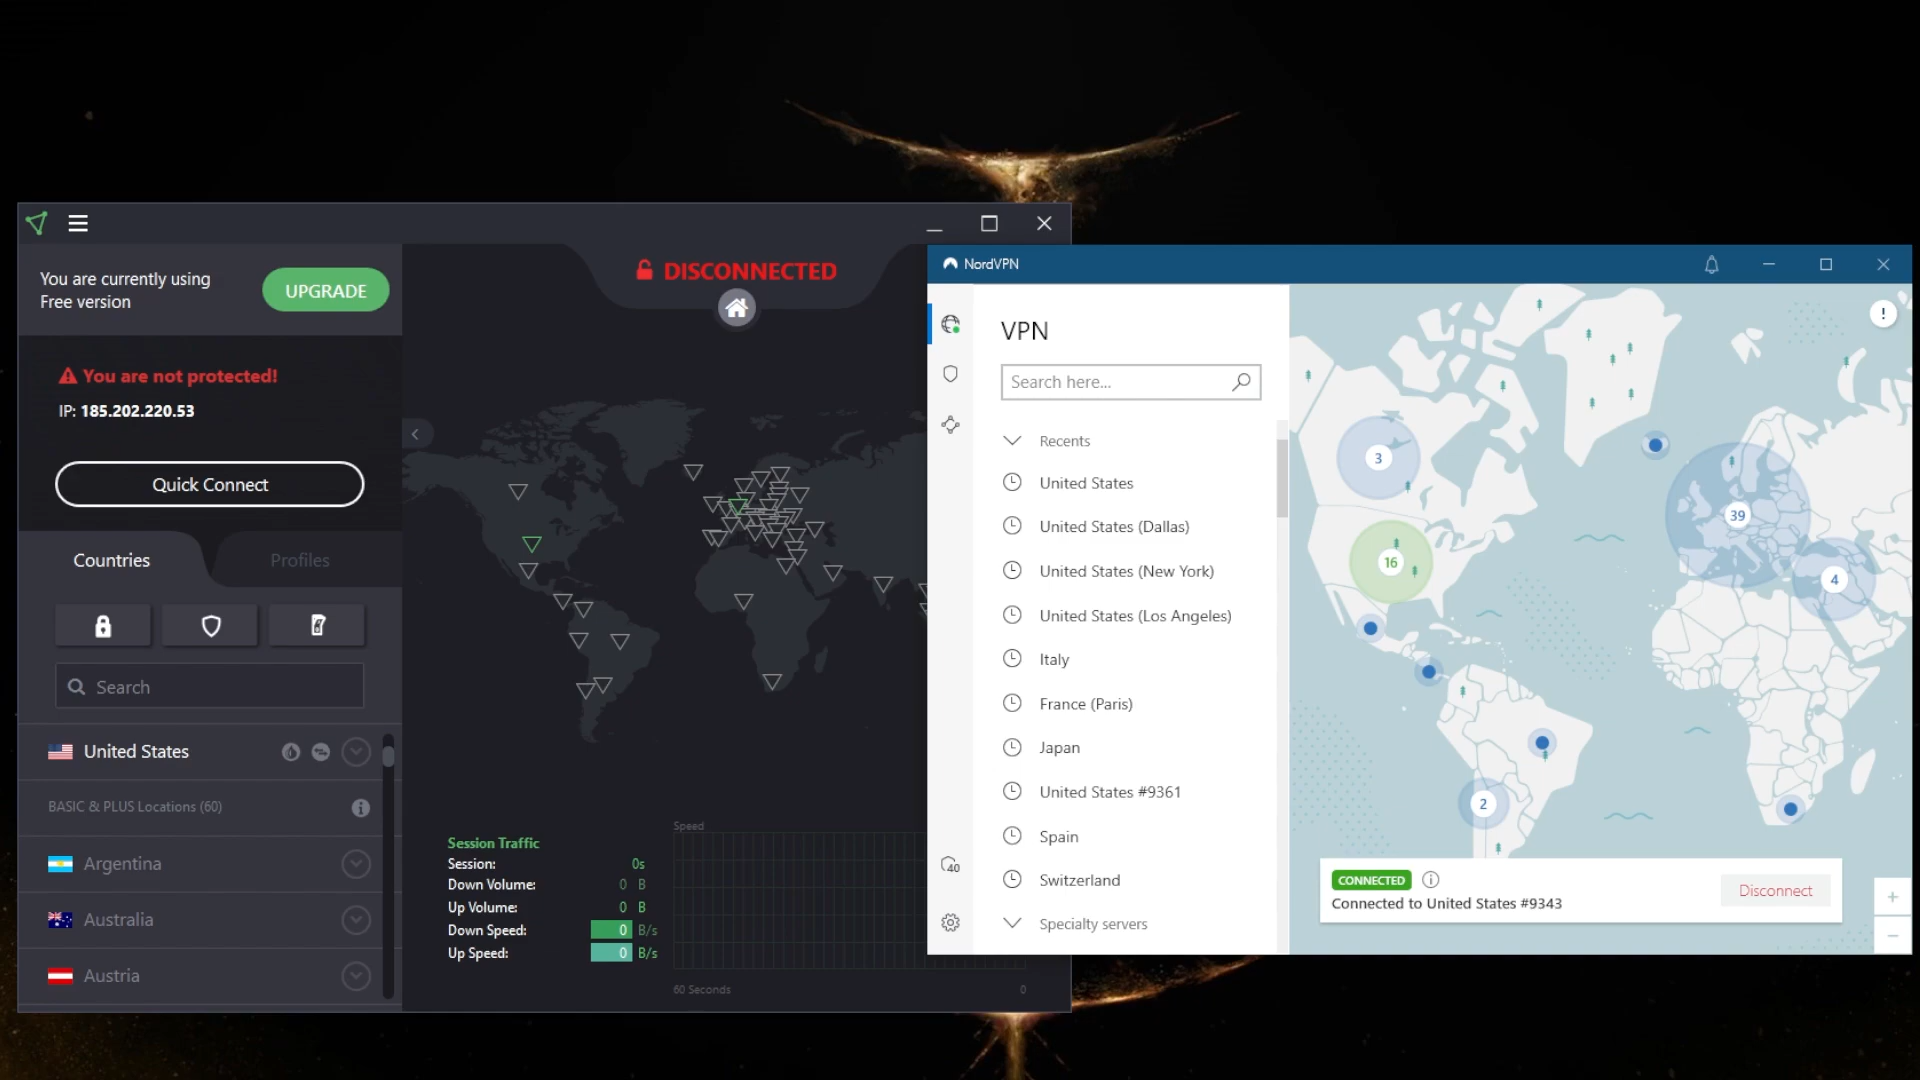 You are currently using
Free version
UPGRADE
DISCONNECTED
You are not protected!
IP: 185.202.220.53
Quick Connect
Countries
Profiles
Search
United States
BASIC & PLUS Locations (60)
Argentina
Australia
Austria
Session Traffic
Session: 0s
Down Volume: 0 B
Up Volume: 0 B
Down Speed: 0 B/s
Up Speed: 0 B/s
Speed
60 Seconds
0
NordVPN
VPN
Search here...
Recents
United States
United States (Dallas)
United States (New York)
United States (Los Angeles)
Italy
France (Paris)
Japan
United States #9361
Spain
Switzerland
Specialty servers
40
!
3
39
16
4
2
CONNECTED
Connected to United States #9343
Disconnect